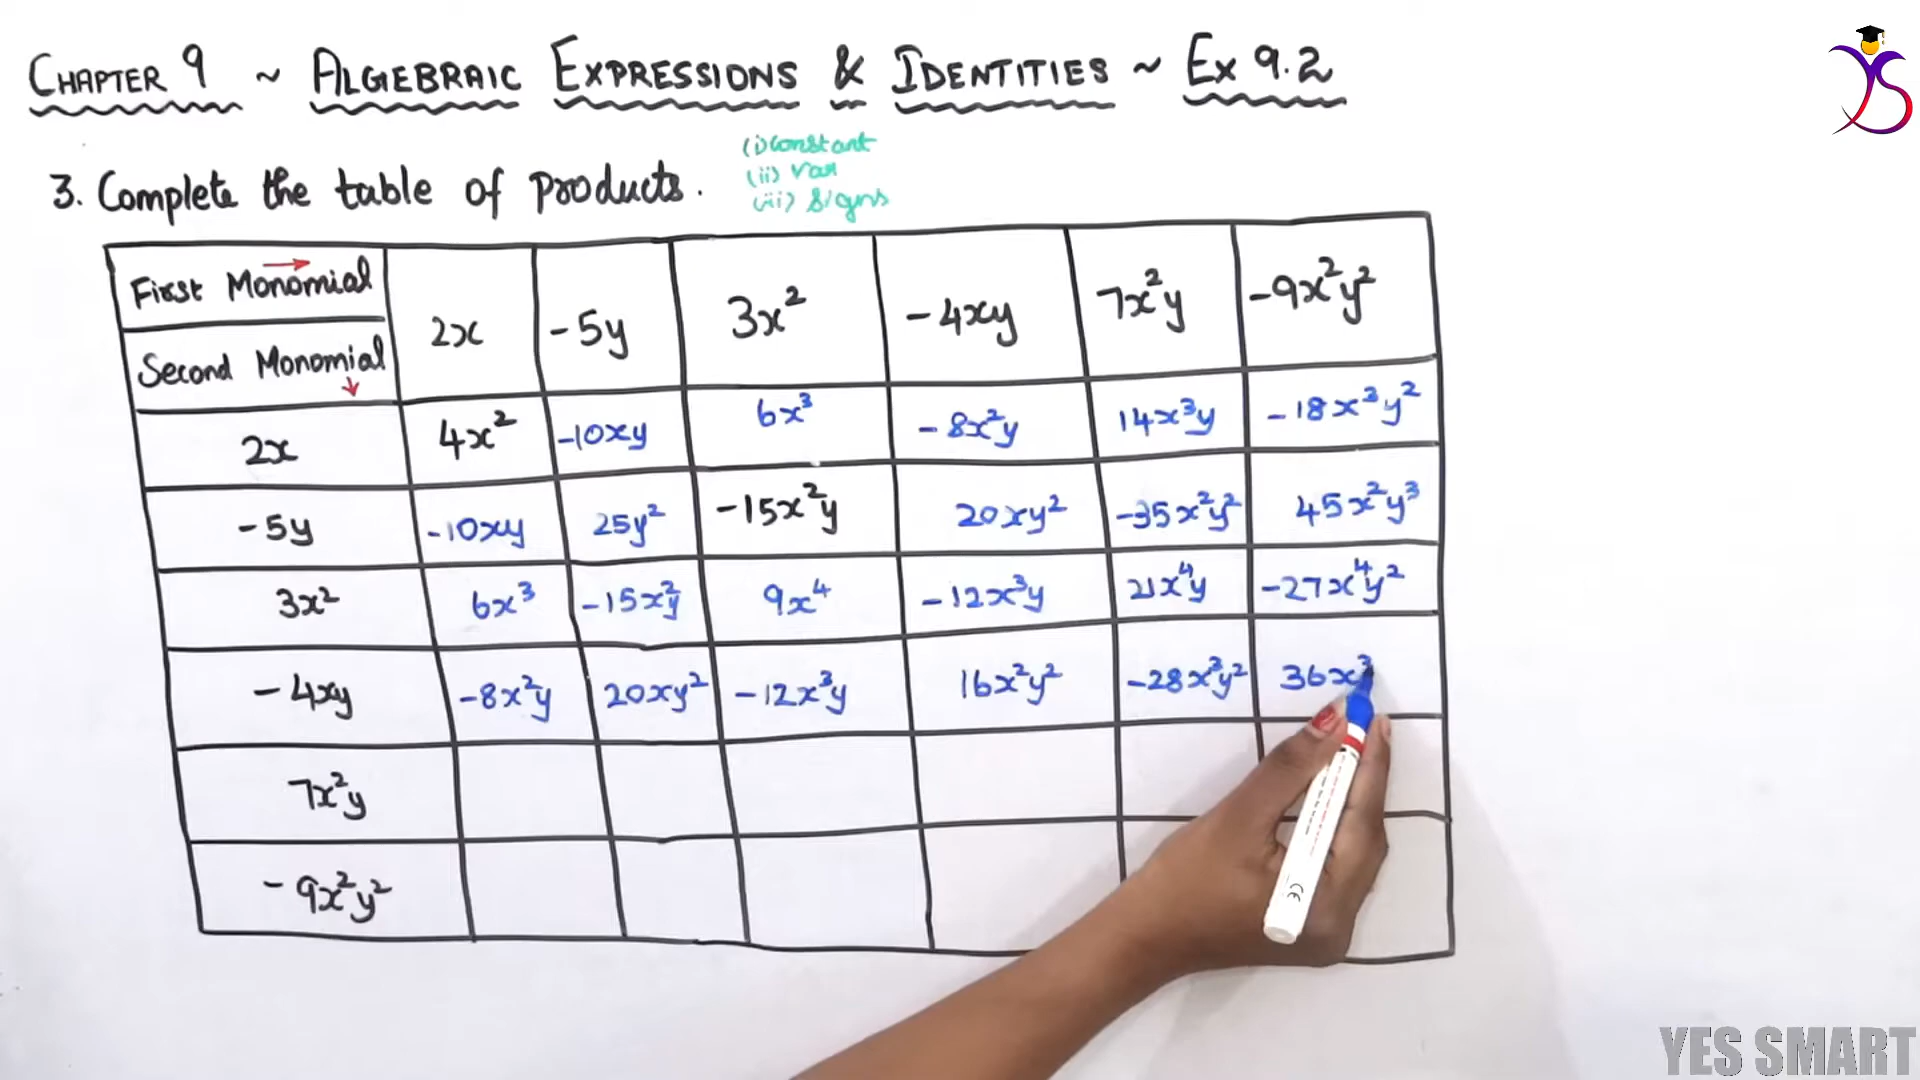 CHAPTER 9 ~ ALGEBRAIC EXPRESSIONS & IDENTITIES ~ Ex 9.2
3. Complete the table of products.
(i) Constant
(ii) Var
(iii) Signs
First Monomial →
Second Monomial ↓
2x -5y 3x² -4xy 7x²y -9x²y²
2x 4x² -10xy 6x³ -8x²y 14x³y -18x³y²
-5y -10xy 25y² -15x²y 20xy² -35x²y² 45x²y³
3x² 6x³ -15x²y 9x⁴ -12x³y 21x⁴y -27x⁴y²
-4xy -8x²y 20xy² -12x³y 16x²y² -28x³y² 36x³
7x²y
-9x²y²
CE
YES SMART